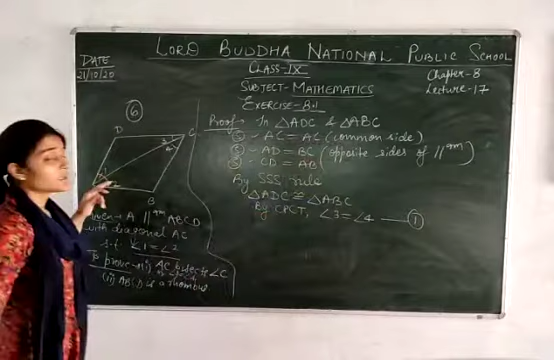 LORD BUDDHA NATIONAL PUBLIC SCHOOL
DATE
21/10/20
CLASS-IX
SUBJECT-MATHEMATICS
EXERCISE-8.1
Chapter-8
Lecture-17
6
D
C
3
4
B
Given:- A ||gm ABCD
with diagonal AC
s.t. ∠1=∠2
To prove:- (i) AC bisects ∠C
(ii) ABCD is a rhombus
Proof:- In △ADC & △ABC
AC = AC (common side)
AD = BC (opposite sides of ||gm)
CD = AB
By SSS rule
△ADC ≅ △ABC
By CPCT, ∠3=∠4 — 1